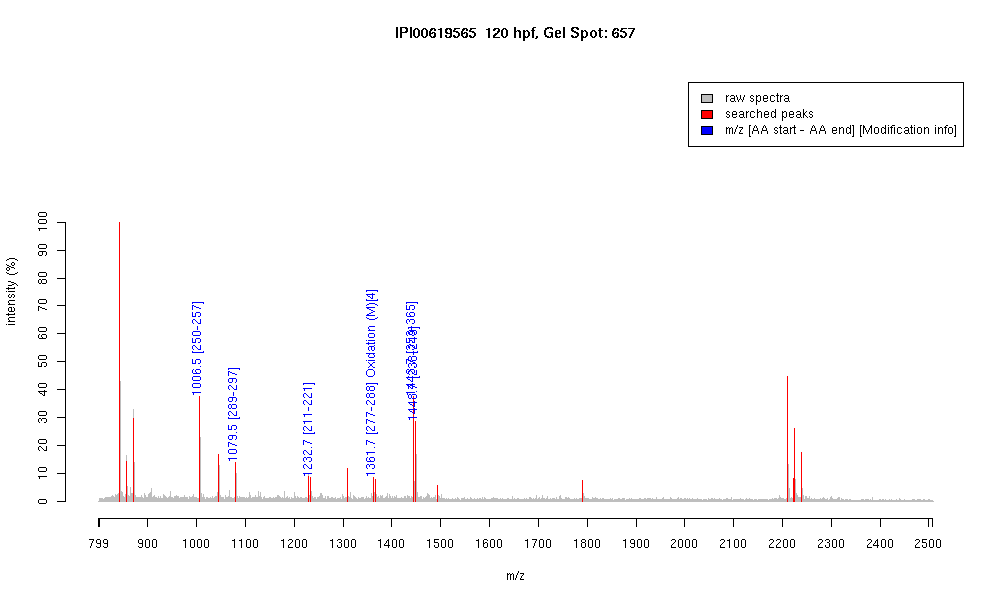 IPI00619565 120 hpf, Gel Spot: 657
raw spectra
searched peaks
m/z [AA start - AA end] [Modification info]
intensity (%)
100
90
80
70
60
50
40
30
20
10
0
1006.5 [250-257]
1079.5 [289-297]
1232.7 [211-221]
1361.7 [277-288] Oxidation (M)[4]
799 900 1000 1100 1200 1300 1400 1500 1600 1700 1800 1900 2000 2100 2200 2300 2400 2500
m/z